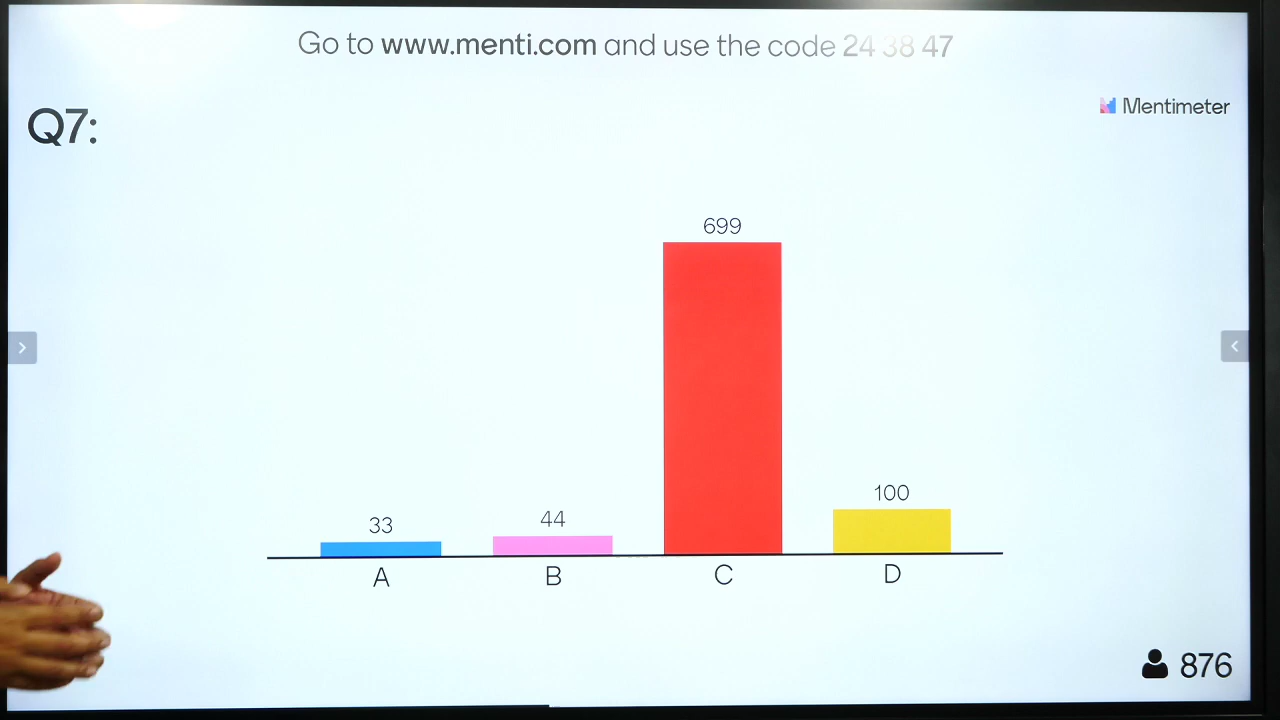 Go to www.menti.com and use the code 24 38 47
Mentimeter
Q7:
699
100
44
33
A B C D
876